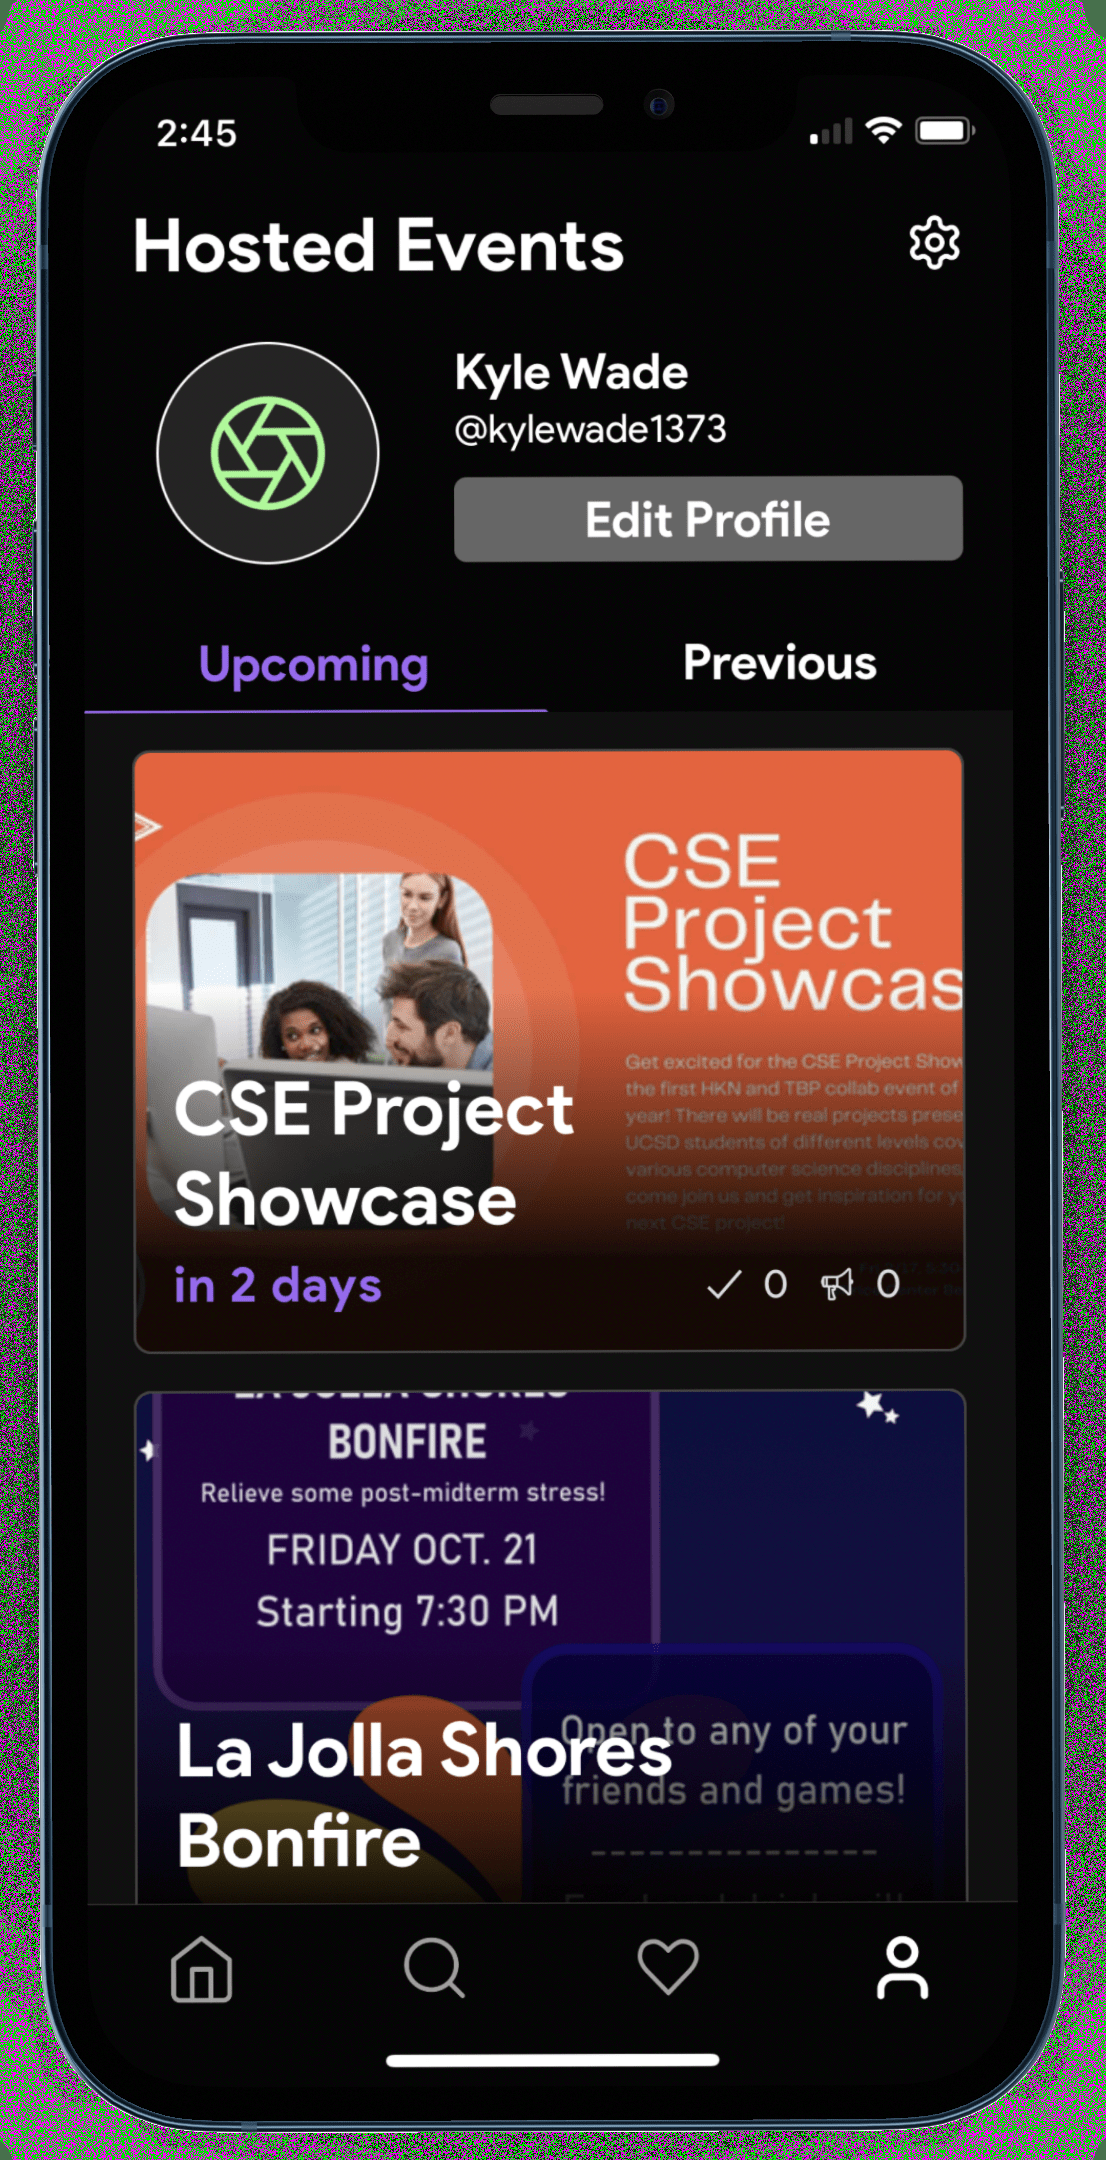 2:45
Hosted Events
Kyle Wade
@kylewade1373
Edit Profile
Upcoming
Previous
CSE
Project
Showcas
Get excited for the CSE Project Show
the first HKN and TBP collab event of
year! There will be real projects prese
UCSD students of different levels cov
various computer science disciplines,
come join us and get inspiration for y
next CSE project!
CSE Project
Showcase
in 2 days
0
0
LA JOLLA SHORES
BONFIRE
Relieve some post-midterm stress!
FRIDAY OCT. 21
Starting 7:30 PM
Open to any of your
friends and games!
La Jolla Shores
Bonfire